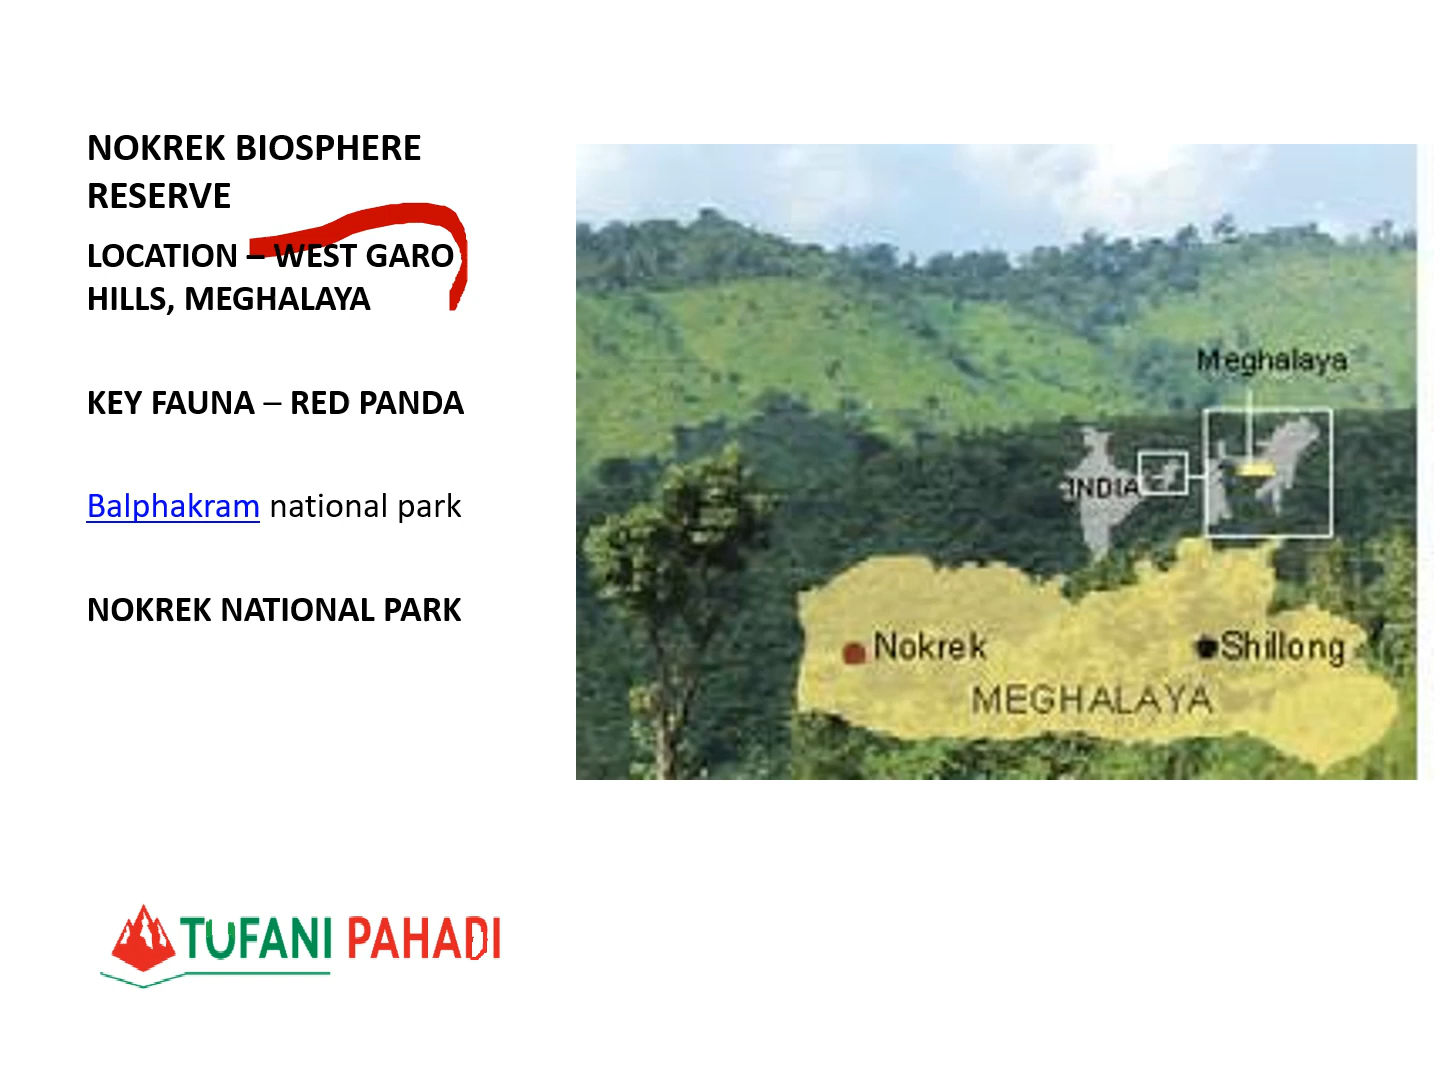 NOKREK BIOSPHERE
RESERVE
LOCATION – WEST GARO
HILLS, MEGHALAYA
KEY FAUNA – RED PANDA
Balphakram national park
NOKREK NATIONAL PARK
Meghalaya
INDIA
Nokrek
Shillong
MEGHALAYA
TUFANI PAHADI